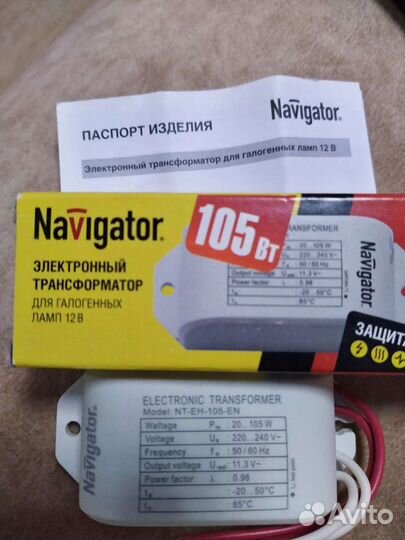 Navigator®
ПАСПОРТ ИЗДЕЛИЯ
Электронный трансформатор для галогенных ламп 12 В
Navigator®
105 Вт
ЭЛЕКТРОННЫЙ
ТРАНСФОРМАТОР
ДЛЯ ГАЛОГЕННЫХ
ЛАМП 12 В
TRANSFORMER
20...105 W
220...240 V~
50 / 60 Hz
Output voltage 11.3 V~
Power factor λ 0.98
-20...50°C
85°C
Navigator
ЗАЩИТА
Navigator®
ELECTRONIC TRANSFORMER
Model: NT-EH-105-EN
Wattage 20...105 W
Voltage 220...240 V~
Frequency 50 / 60 Hz
Output voltage 11.3 V~
Power factor λ 0.98
-20...50°C
85°C
Avito